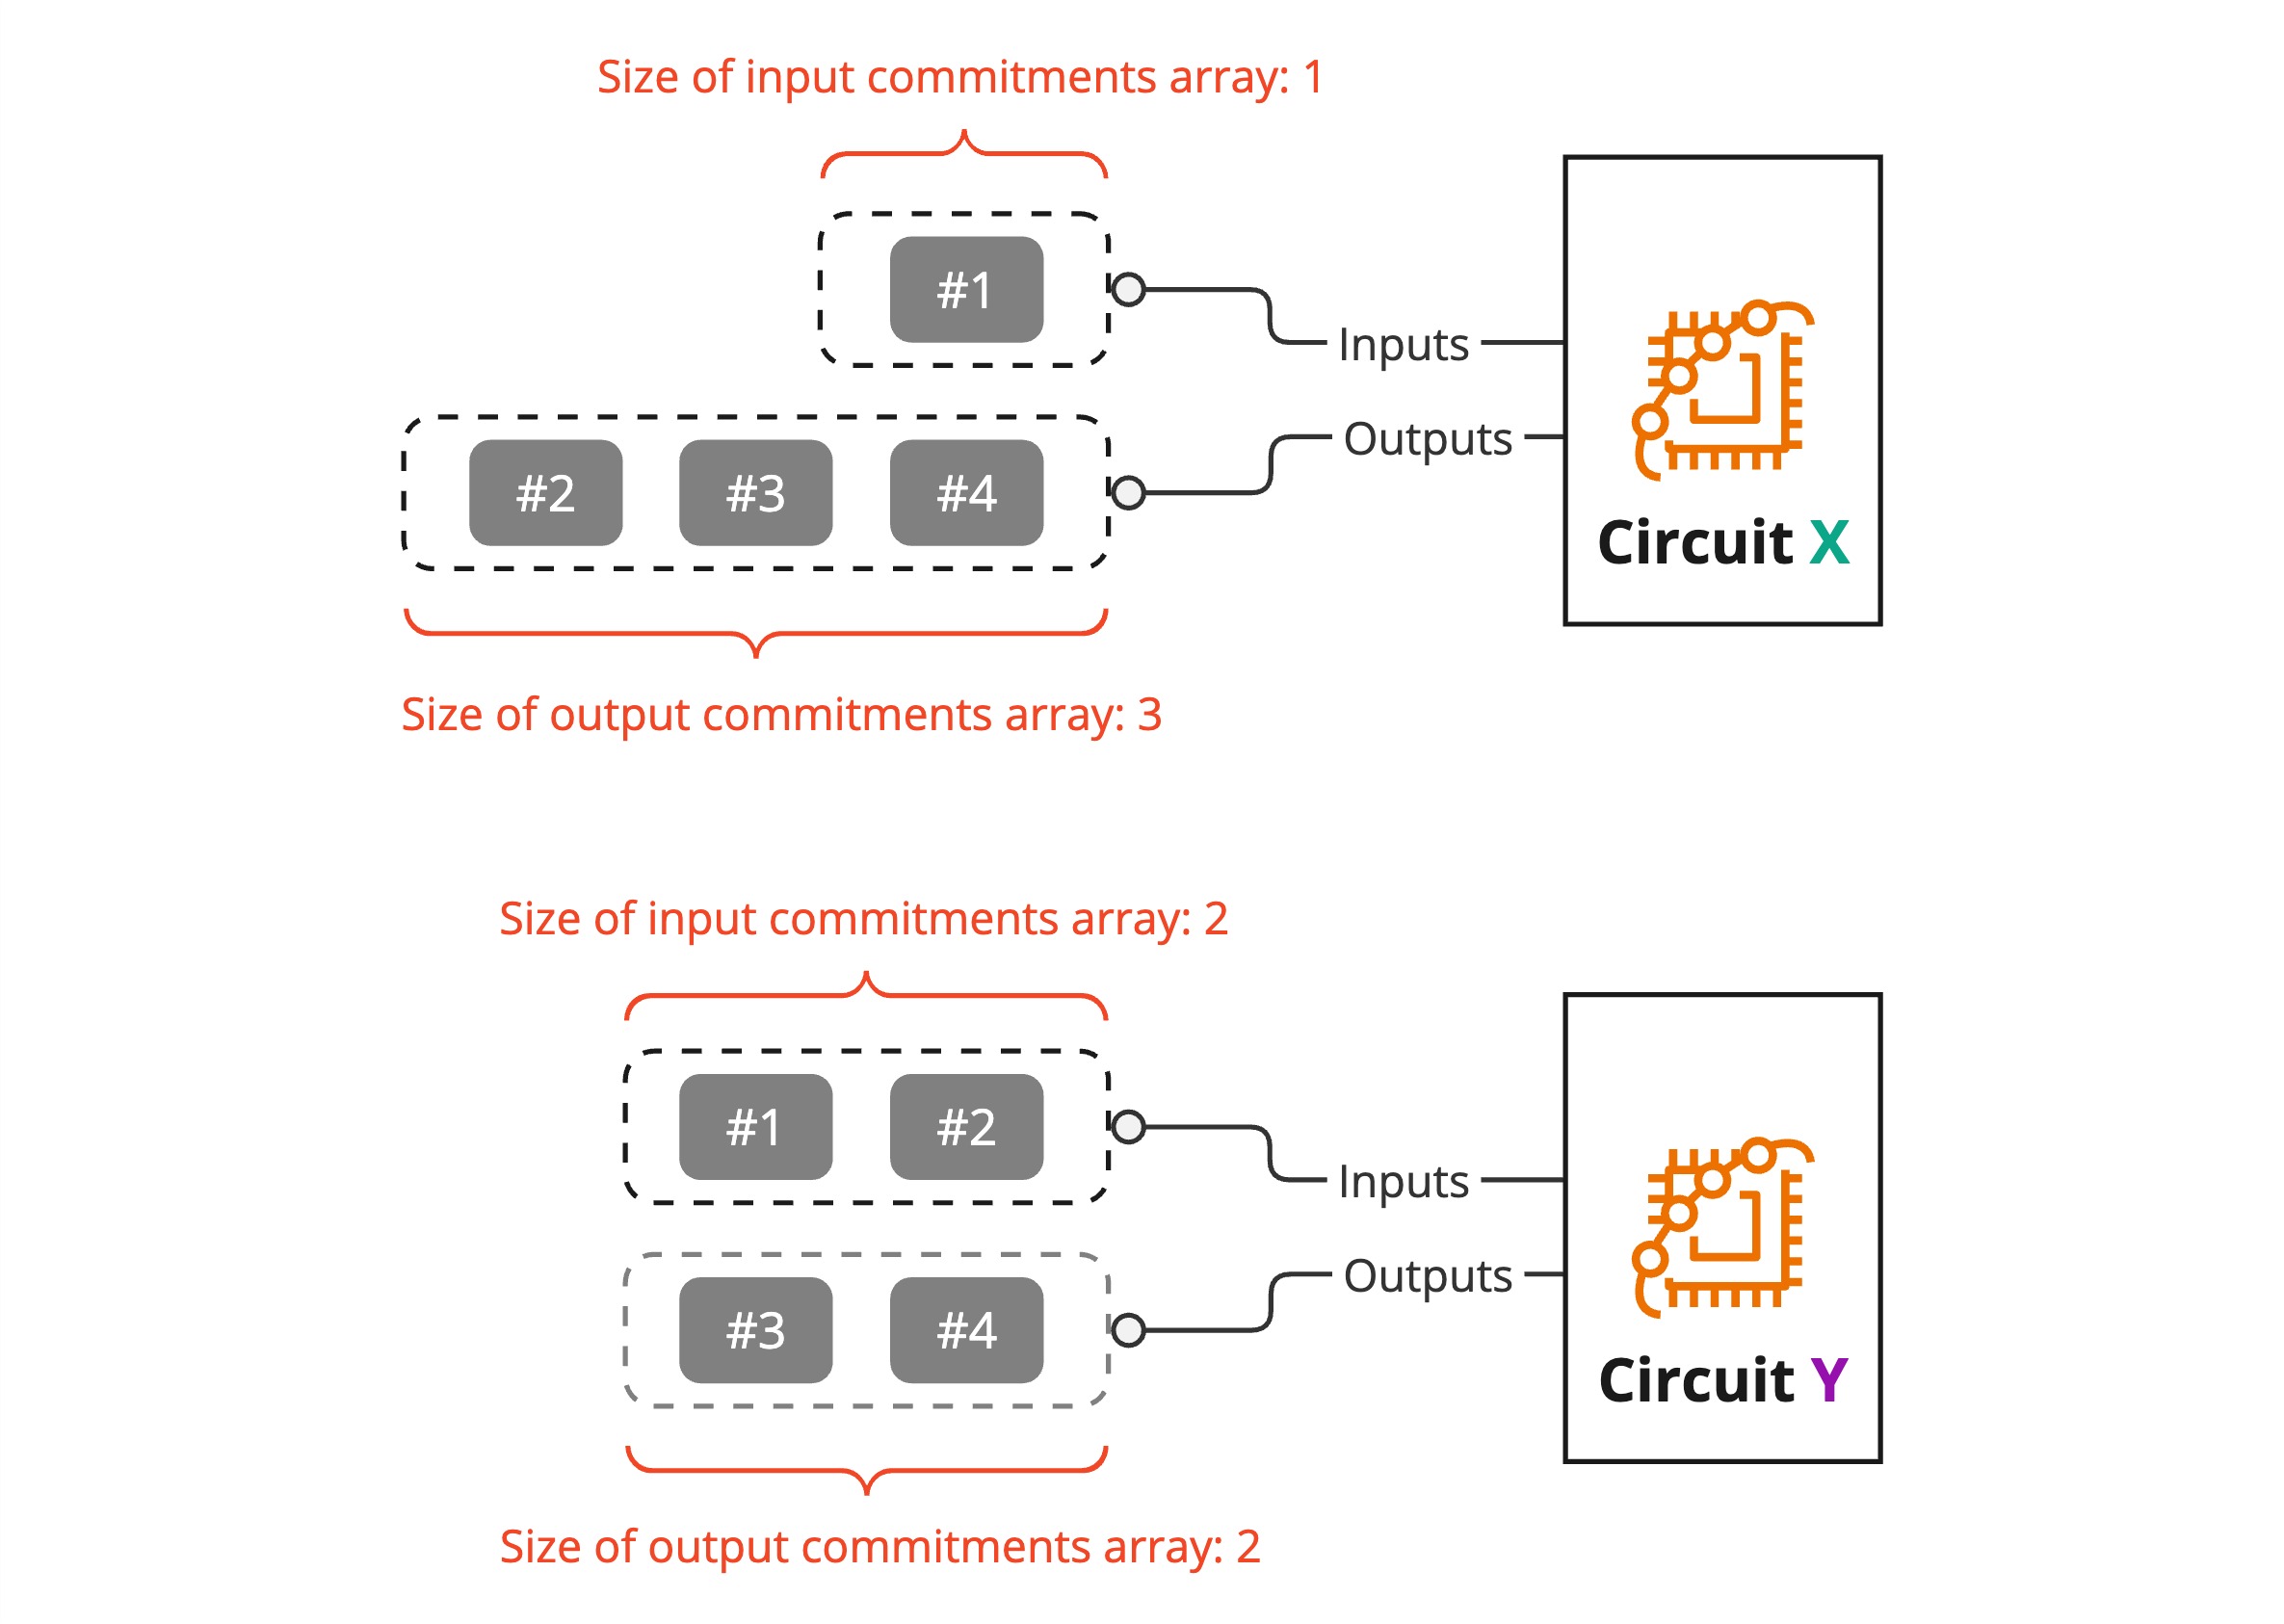 Size of input commitments array: 1
#1
Inputs
#2 #3 #4
Outputs
Circuit X
Size of output commitments array: 3
Size of input commitments array: 2
#1 #2
Inputs
#3 #4
Outputs
Circuit Y
Size of output commitments array: 2